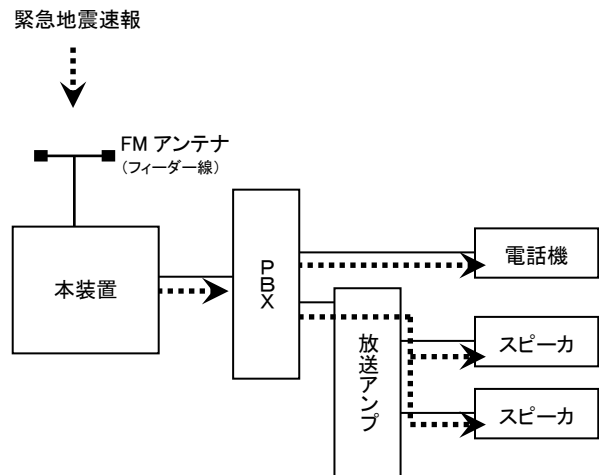 緊急地震速報
FM アンテナ
(フィーダー線)
本装置
PBX
電話機
放送アンプ
スピーカ
スピーカ